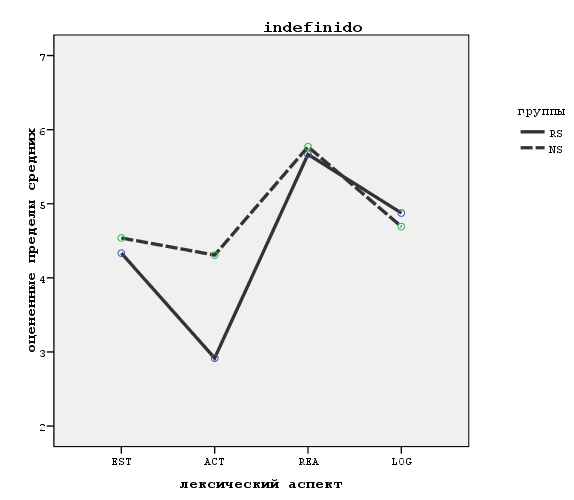 indefinido
7
6
5
4
3
2
оцененные пределы средних
EST ACT REA LOG
лексический аспект
группы
RS
NS